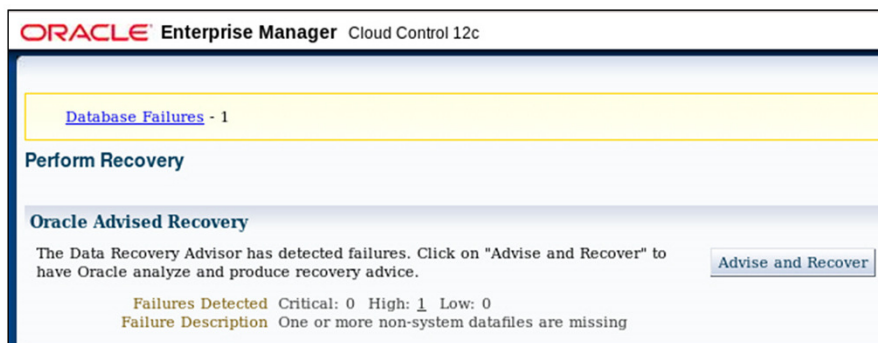 ORACLE Enterprise Manager Cloud Control 12c
Database Failures - 1
Perform Recovery
Oracle Advised Recovery
The Data Recovery Advisor has detected failures. Click on "Advise and Recover" to
have Oracle analyze and produce recovery advice.
Advise and Recover
Failures Detected Critical: 0 High: 1 Low: 0
Failure Description One or more non-system datafiles are missing